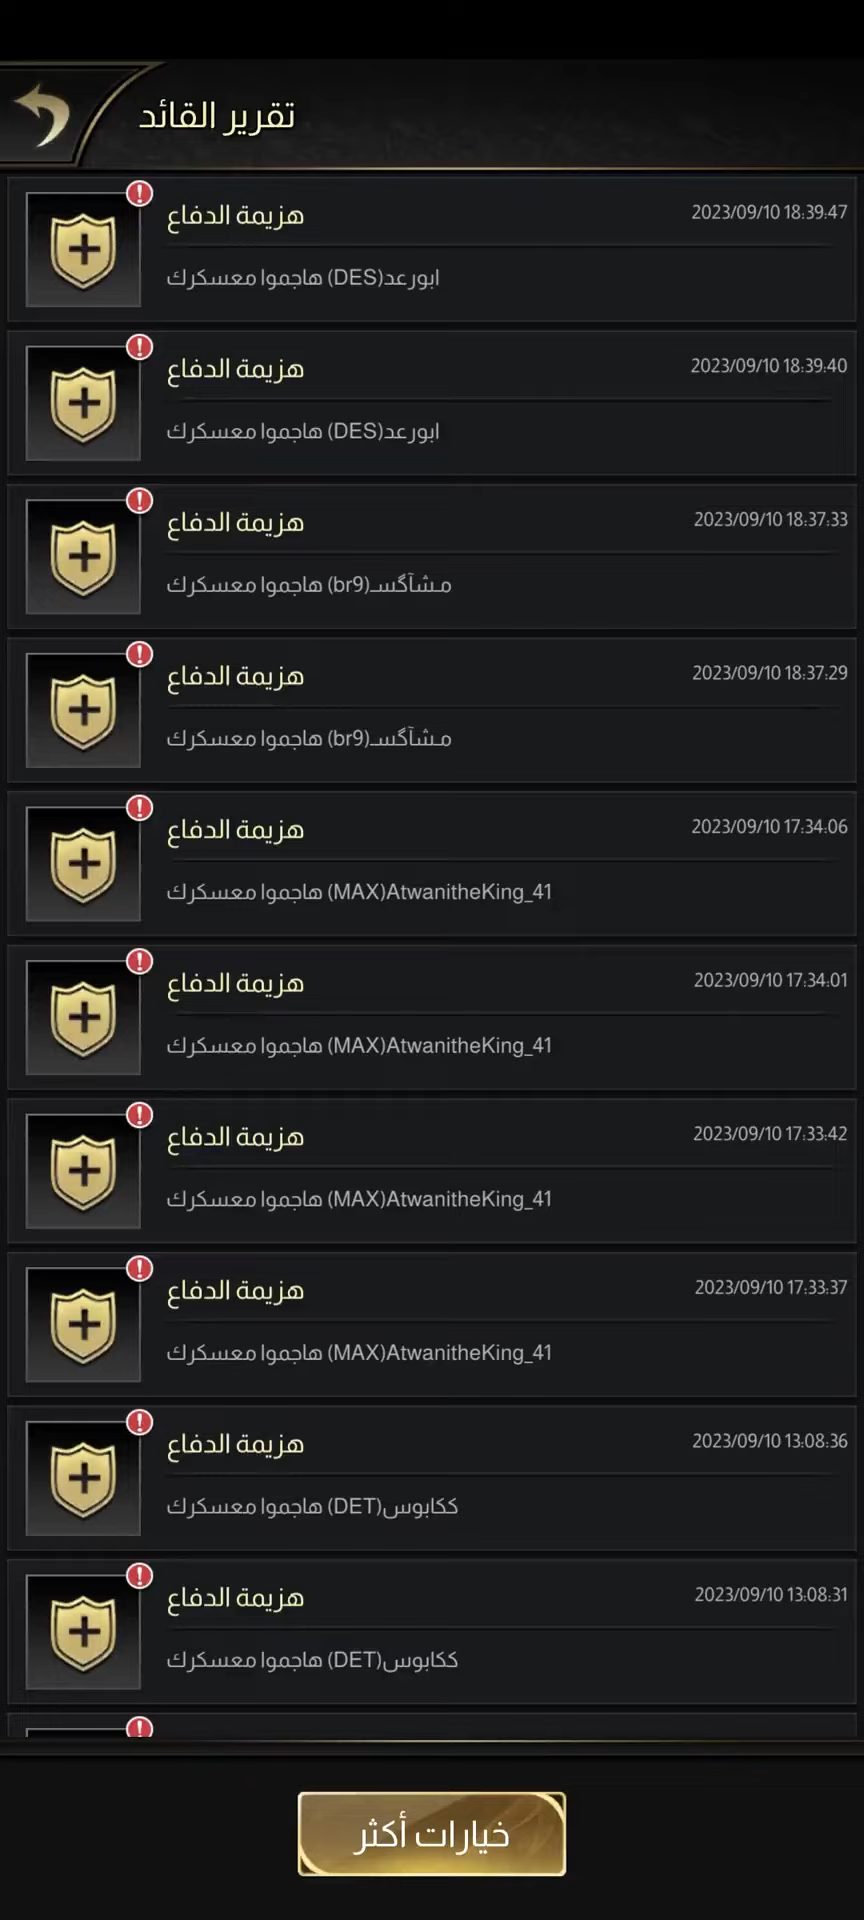 تقرير القائد
هزيمة الدفاع
2023/09/10 18:39:47
ابورعد(DES) هاجموا معسكرك
هزيمة الدفاع
2023/09/10 18:39:40
ابورعد(DES) هاجموا معسكرك
هزيمة الدفاع
2023/09/10 18:37:33
مـشآگسـ(br9) هاجموا معسكرك
هزيمة الدفاع
2023/09/10 18:37:29
مـشآگسـ(br9) هاجموا معسكرك
هزيمة الدفاع
2023/09/10 17:34:06
(MAX)AtwanitheKing_41 هاجموا معسكرك
هزيمة الدفاع
2023/09/10 17:34:01
(MAX)AtwanitheKing_41 هاجموا معسكرك
هزيمة الدفاع
2023/09/10 17:33:42
(MAX)AtwanitheKing_41 هاجموا معسكرك
هزيمة الدفاع
2023/09/10 17:33:37
(MAX)AtwanitheKing_41 هاجموا معسكرك
هزيمة الدفاع
2023/09/10 13:08:36
ككابوس(DET) هاجموا معسكرك
هزيمة الدفاع
2023/09/10 13:08:31
ككابوس(DET) هاجموا معسكرك
خيارات أكثر